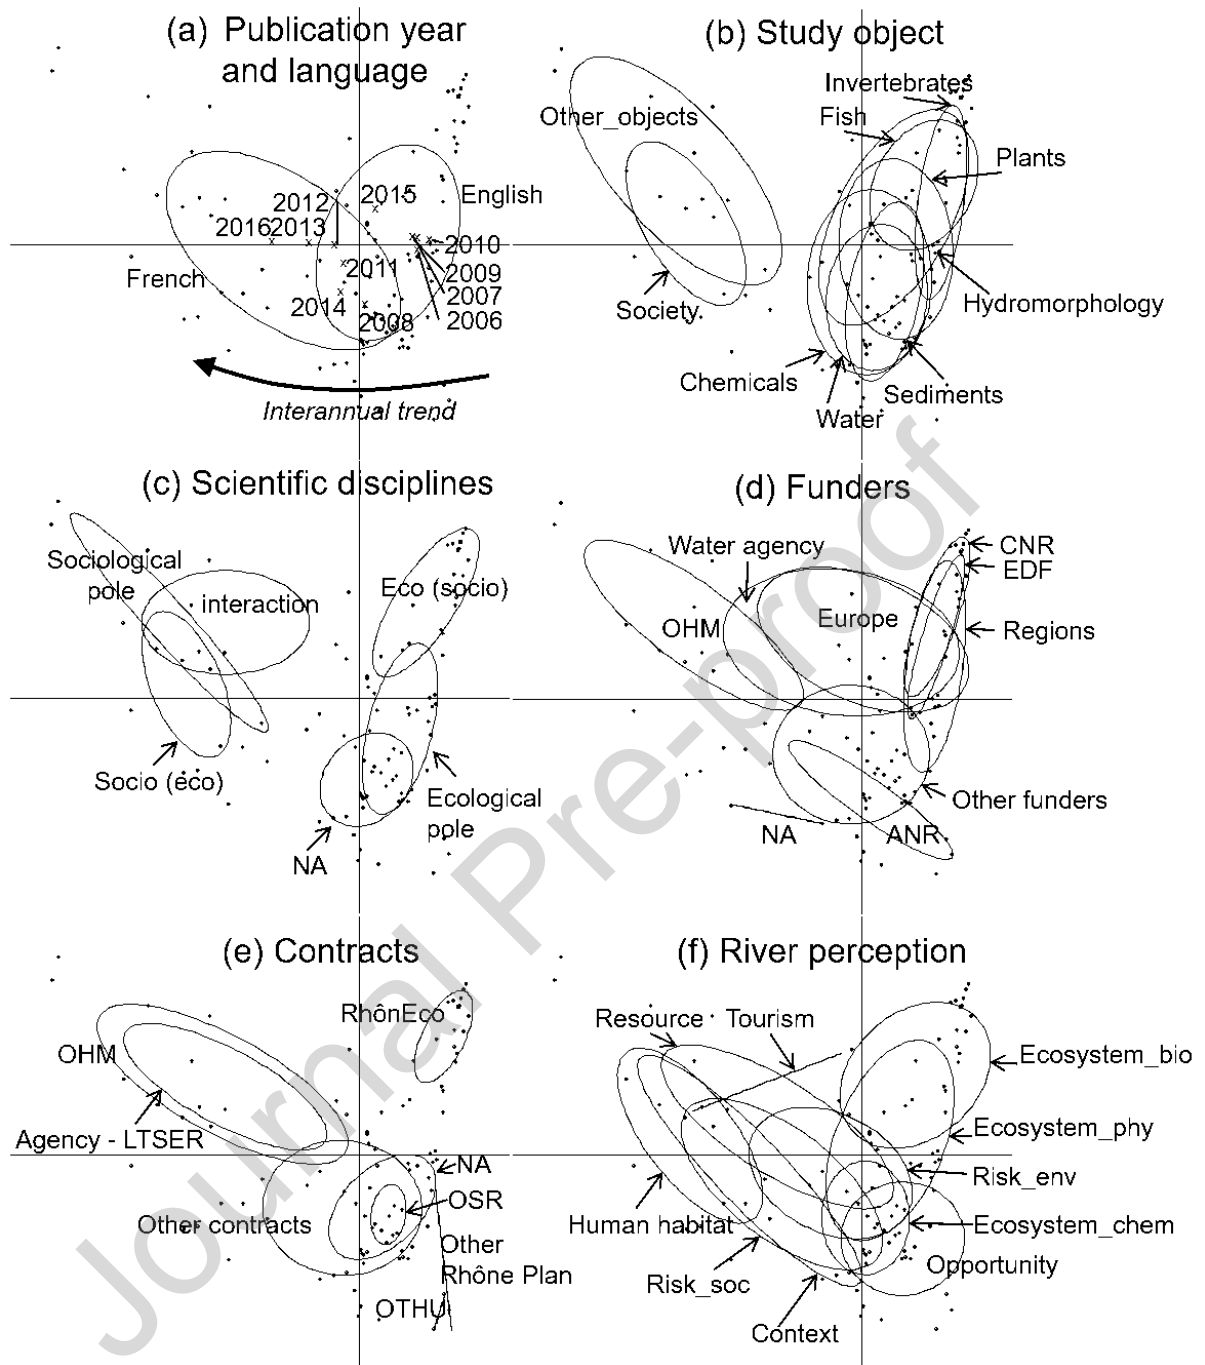 (a) Publication year
and language
2012
2015
English
2016
2013
2010
2011
2009
French
2007
2014
2008
2006
Interannual trend
(b) Study object
Invertebrates
Other_objects
Fish
Plants
Society
Hydromorphology
Chemicals
Sediments
Water
(c) Scientific disciplines
Sociological
pole
interaction
Eco (socio)
Socio (eco)
Ecological
pole
NA
(d) Funders
Water agency
CNR
EDF
Europe
OHM
Regions
Other funders
NA
ANR
(e) Contracts
RhônEco
OHM
Agency - LTSER
NA
OSR
Other contracts
Other
Rhône Plan
OTHU
(f) River perception
Resource
Tourism
Ecosystem_bio
Ecosystem_phy
Risk_env
Human habitat
Ecosystem_chem
Opportunity
Risk_soc
Context
Journal Pre-proof